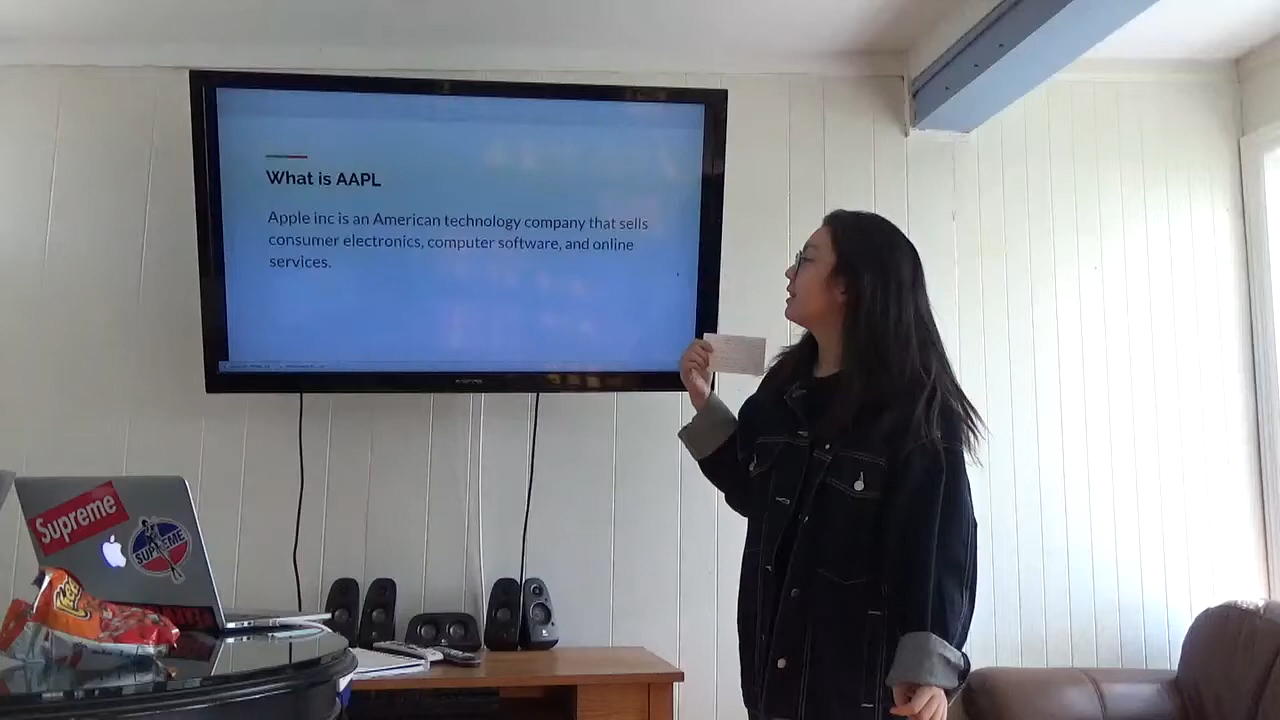 What is AAPL
Apple inc is an American technology company that sells
consumer electronics, computer software, and online
services.
Supreme
SUPREME